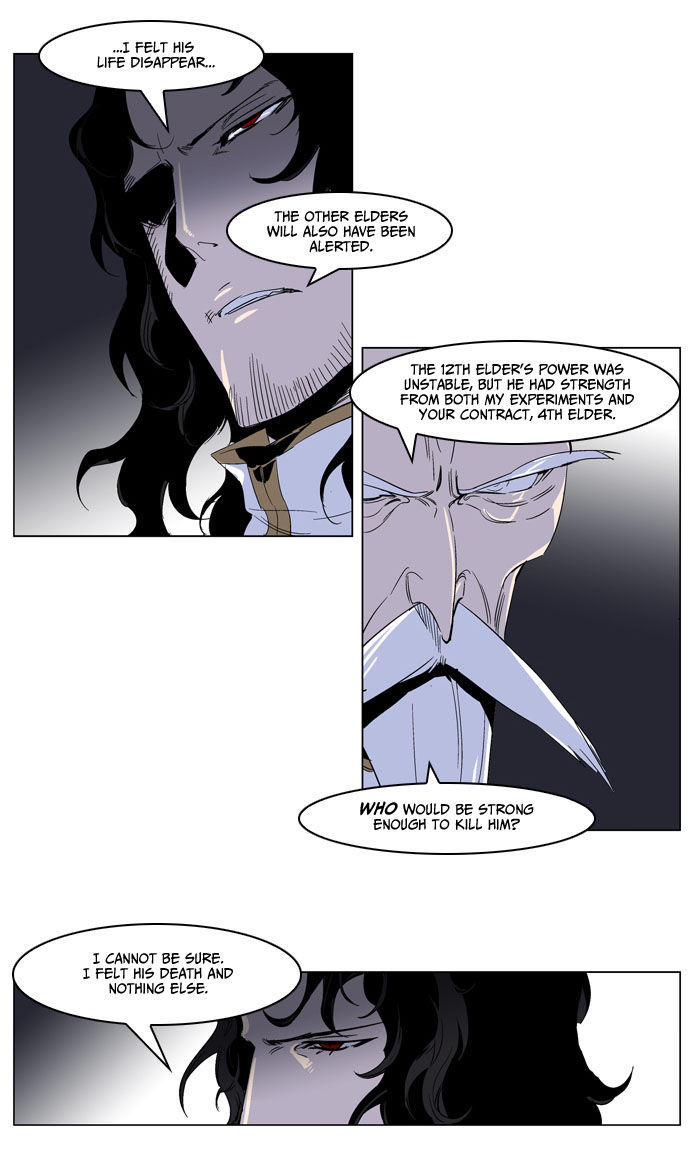 ...I FELT HIS
LIFE DISAPPEAR...
THE OTHER ELDERS
WILL ALSO HAVE BEEN
ALERTED.
THE 12TH ELDER'S POWER WAS
UNSTABLE, BUT HE HAD STRENGTH
FROM BOTH MY EXPERIMENTS AND
YOUR CONTRACT, 4TH ELDER.
WHO WOULD BE STRONG
ENOUGH TO KILL HIM?
I CANNOT BE SURE.
I FELT HIS DEATH AND
NOTHING ELSE.